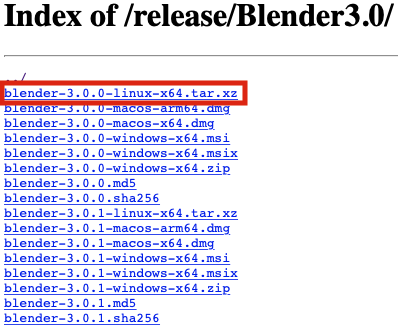 Index of /release/Blender3.0/
../
blender-3.0.0-linux-x64.tar.xz
blender-3.0.0-macos-arm64.dmg
blender-3.0.0-macos-x64.dmg
blender-3.0.0-windows-x64.msi
blender-3.0.0-windows-x64.msix
blender-3.0.0-windows-x64.zip
blender-3.0.0.md5
blender-3.0.0.sha256
blender-3.0.1-linux-x64.tar.xz
blender-3.0.1-macos-arm64.dmg
blender-3.0.1-macos-x64.dmg
blender-3.0.1-windows-x64.msi
blender-3.0.1-windows-x64.msix
blender-3.0.1-windows-x64.zip
blender-3.0.1.md5
blender-3.0.1.sha256